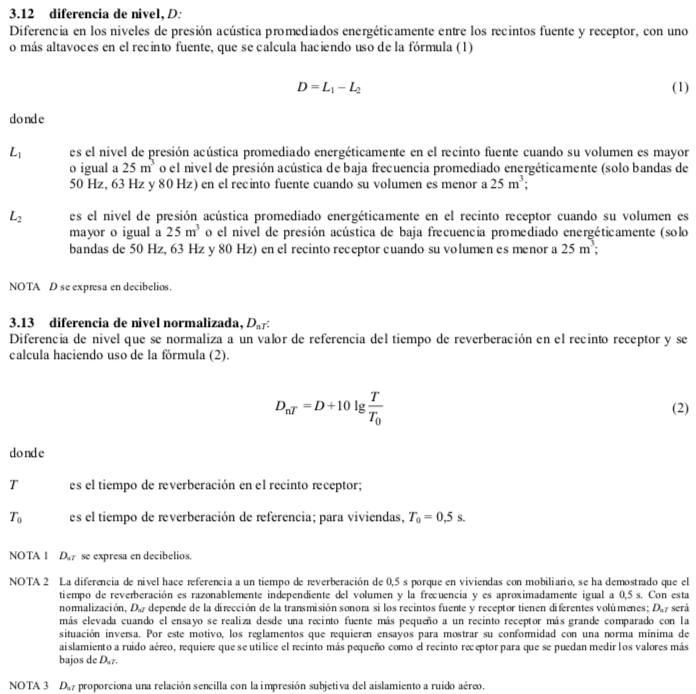 3.12 diferencia de nivel, D:
Diferencia en los niveles de presión acústica promediados energéticamente entre los recintos fuente y receptor, con uno
o más altavoces en el recinto fuente, que se calcula haciendo uso de la fórmula (1)
D = L₁ – L₂ (1)
donde
L₁ es el nivel de presión acústica promediado energéticamente en el recinto fuente cuando su volumen es mayor
o igual a 25 m³ o el nivel de presión acústica de baja frecuencia promediado energéticamente (solo bandas de
50 Hz, 63 Hz y 80 Hz) en el recinto fuente cuando su volumen es menor a 25 m³;
L₂ es el nivel de presión acústica promediado energéticamente en el recinto receptor cuando su volumen es
mayor o igual a 25 m³ o el nivel de presión acústica de baja frecuencia promediado energéticamente (solo
bandas de 50 Hz, 63 Hz y 80 Hz) en el recinto receptor cuando su volumen es menor a 25 m³;
NOTA D se expresa en decibelios.
3.13 diferencia de nivel normalizada, DnT:
Diferencia de nivel que se normaliza a un valor de referencia del tiempo de reverberación en el recinto receptor y se
calcula haciendo uso de la fórmula (2).
DnT = D + 10 lg T/T₀ (2)
donde
T es el tiempo de reverberación en el recinto receptor;
T₀ es el tiempo de reverberación de referencia; para viviendas, T₀ = 0,5 s.
NOTA 1 DnT se expresa en decibelios.
NOTA 2 La diferencia de nivel hace referencia a un tiempo de reverberación de 0,5 s porque en viviendas con mobiliario, se ha demostrado que el
tiempo de reverberación es razonablemente independiente del volumen y la frecuencia y es aproximadamente igual a 0,5 s. Con esta
normalización, DnT depende de la dirección de la transmisión sonora si los recintos fuente y receptor tienen diferentes volúmenes; DnT será
más elevada cuando el ensayo se realiza desde una recinto fuente más pequeño a un recinto receptor más grande comparado con la
situación inversa. Por este motivo, los reglamentos que requieren ensayos para mostrar su conformidad con una norma mínima de
aislamiento a ruido aéreo, requiere que se utilice el recinto más pequeño como el recinto receptor para que se puedan medir los valores más
bajos de DnT.
NOTA 3 DnT proporciona una relación sencilla con la impresión subjetiva del aislamiento a ruido aéreo.